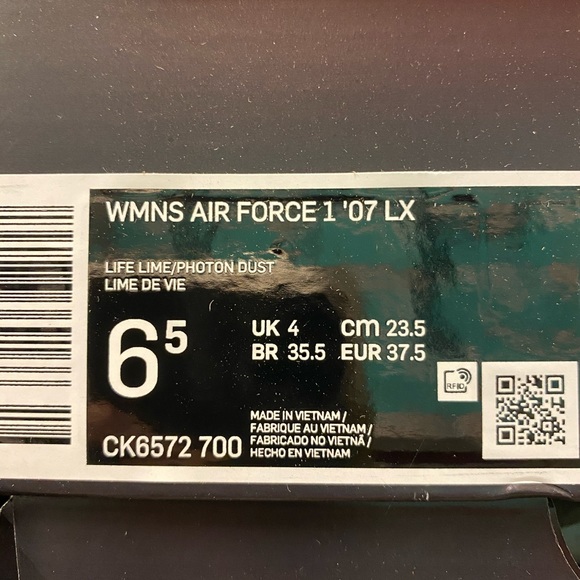 WMNS AIR FORCE 1 '07 LX
LIFE LIME/PHOTON DUST
LIME DE VIE
6 5
UK 4 cm 23.5
BR 35.5 EUR 37.5
RFID
MADE IN VIETNAM /
FABRIQUE AU VIETNAM /
FABRICADO NO VIETNÃ /
HECHO EN VIETNAM
CK6572 700